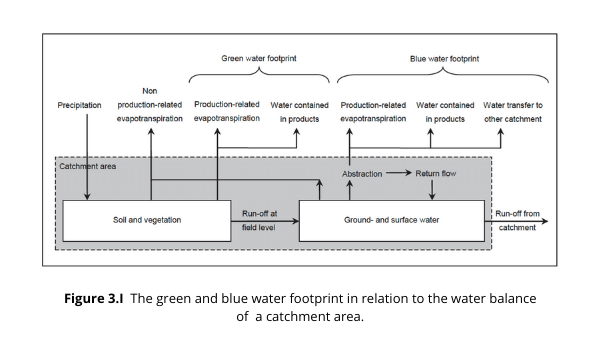 Green water footprint
Blue water footprint
Precipitation
Non
production-related
evapotranspiration
Production-related
evapotranspiration
Water contained
in products
Production-related
evapotranspiration
Water contained
in products
Water transfer to
other catchment
Catchment area
Abstraction
Return flow
Soil and vegetation
Run-off at
field level
Ground- and surface water
Run-off from
catchment
Figure 3.I The green and blue water footprint in relation to the water balance
of a catchment area.